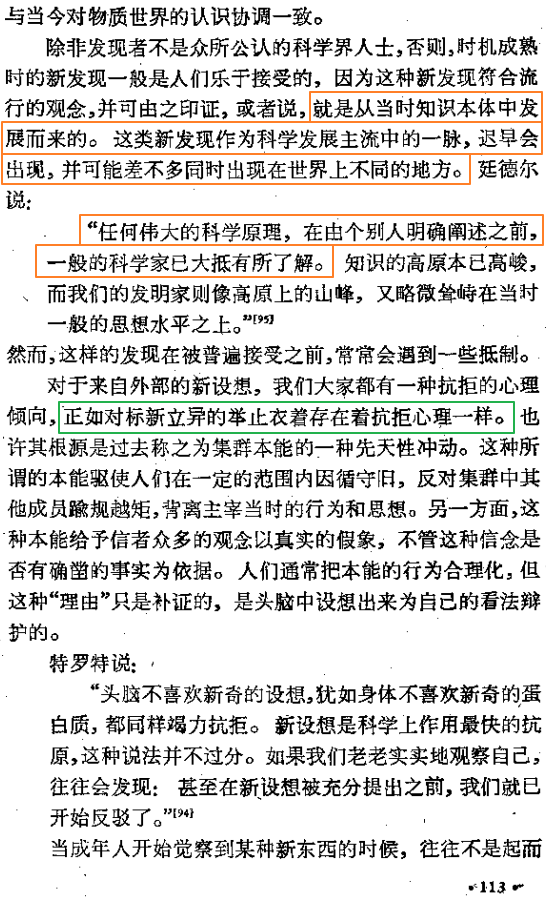 与当今对物质世界的认识协调一致。
除非发现者不是众所公认的科学界人士，否则，时机成熟
时的新发现一般是人们乐于接受的，因为这种新发现符合流
行的观念，并可由之印证，或者说，就是从当时知识本体中发
展而来的。这类新发现作为科学发展主流中的一脉，迟早会
出现，并可能差不多同时出现在世界上不同的地方。廷德尔
说：
“任何伟大的科学原理，在由个别人明确阐述之前，
一般的科学家已大抵有所了解。知识的高原本已高峻，
而我们的发明家则像高原上的山峰，又略微耸峙在当时
一般的思想水平之上。”[95]
然而，这样的发现在被普遍接受之前，常常会遇到一些抵制。
对于来自外部的新设想，我们大家都有一种抗拒的心理
倾向，正如对标新立异的举止衣着存在着抗拒心理一样。也
许其根源是过去称之为集群本能的一种先天性冲动。这种所
谓的本能驱使人们在一定的范围内因循守旧，反对集群中其
他成员踰规越矩，背离主宰当时的行为和思想。另一方面，这
种本能给予信者众多的观念以真实的假象，不管这种信念是
否有确凿的事实为依据。人们通常把本能的行为合理化，但
这种“理由”只是补证的，是头脑中设想出来为自己的看法辩
护的。
特罗特说：
“头脑不喜欢新奇的设想，犹如身体不喜欢新奇的蛋
白质，都同样竭力抗拒。新设想是科学上作用最快的抗
原，这种说法并不过分。如果我们老老实实地观察自己，
往往会发现：甚至在新设想被充分提出之前，我们就已
开始反驳了。”[94]
当成年人开始觉察到某种新东西的时候，往往不是起而
•113•